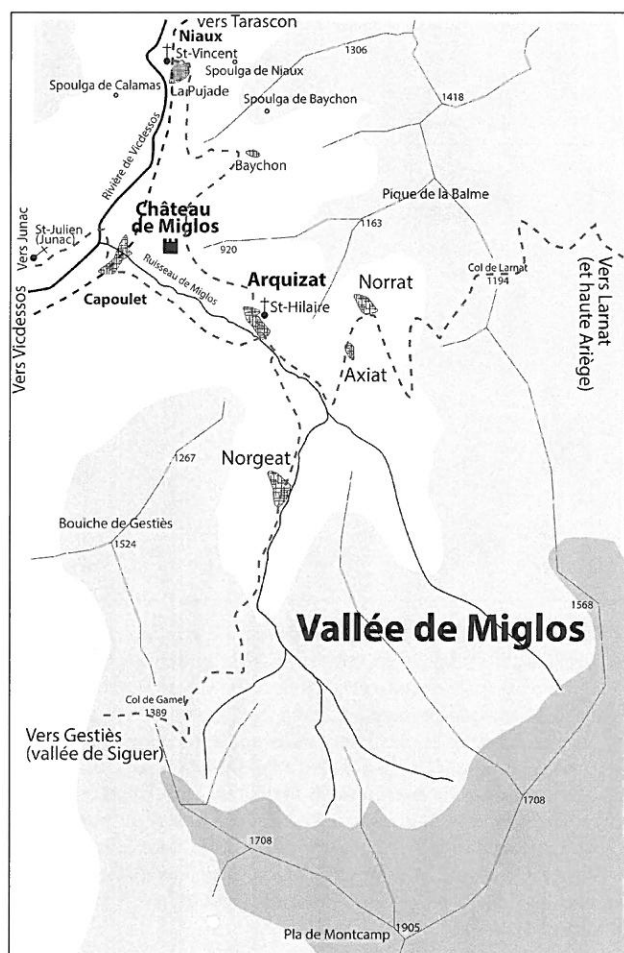 vers Tarascon
Niaux
St-Vincent
1306
Spoulga de Niaux
Spoulga de Calamas
La Pujade
Spoulga de Baychon
1418
Rivière de Vicdessos
Baychon
Pique de la Balme
Château
de Miglos
1163
Vers Junac
St-Julien
(Junac)
920
Ruisseau de Miglos
Capoulet
Arquizat
St-Hilaire
Norrat
Col de Larnat
1194
Vers Larnat
(et haute Ariège)
Vers Vicdessos
Axiat
1267
Norgeat
Bouiche de Gestiès
1524
1568
Vallée de Miglos
Col de Gamel
1389
Vers Gestiès
(vallée de Siguer)
1708
1708
1905
Pla de Montcamp